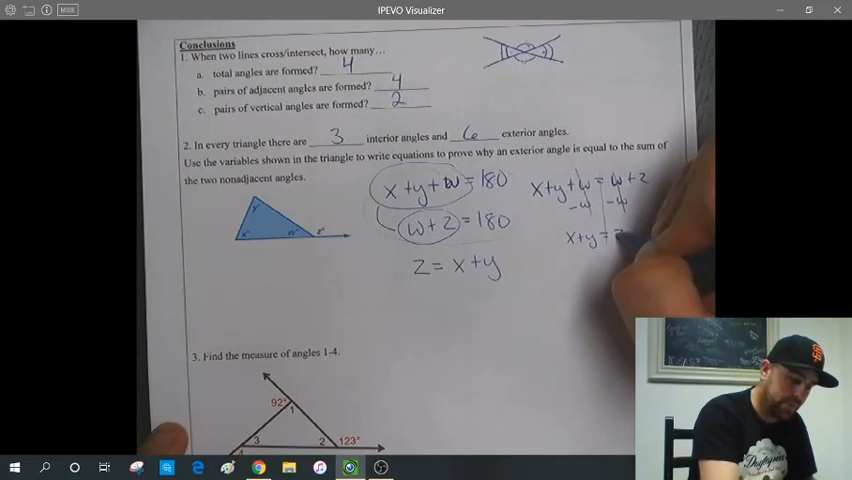 IPEVO Visualizer
MODE
Conclusions
1. When two lines cross/intersect, how many…
a. total angles are formed? 4
b. pairs of adjacent angles are formed? 4
c. pairs of vertical angles are formed? 2
2. In every triangle there are 3 interior angles and 6 exterior angles.
Use the variables shown in the triangle to write equations to prove why an exterior angle is equal to the sum of
the two nonadjacent angles.
x+y+w=180
w+z=180
z=x+y
x+y+w=w+z
-w -w
x+y=z
y°
x° w° z°
3. Find the measure of angles 1-4.
92°
1
3 2 123°
4